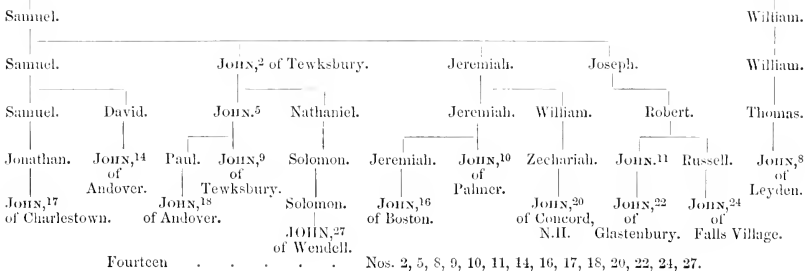 Samuel. William.
Samuel. JOHN,2 of Tewksbury. Jeremiah. Joseph. William.
Samuel. David. JOHN.5 Nathaniel. Jeremiah. William. Robert. Thomas.
Jonathan. JOHN,14 Paul. JOHN,9 Solomon. Jeremiah. JOHN,10 Zechariah. JOHN.11 Russell. JOHN,8
of of of of
Andover. Tewksbury. Palmer. Leyden.
JOHN,17 JOHN,18 Solomon. JOHN,16 JOHN,20 JOHN,22 JOHN,24
of Charlestown. of Andover. of Boston. of Concord, of of
N.H. Glastenbury. Falls Village.
JOHN,27
of Wendell.
Fourteen . . . . . Nos. 2, 5, 8, 9, 10, 11, 14, 16, 17, 18, 20, 22, 24, 27.